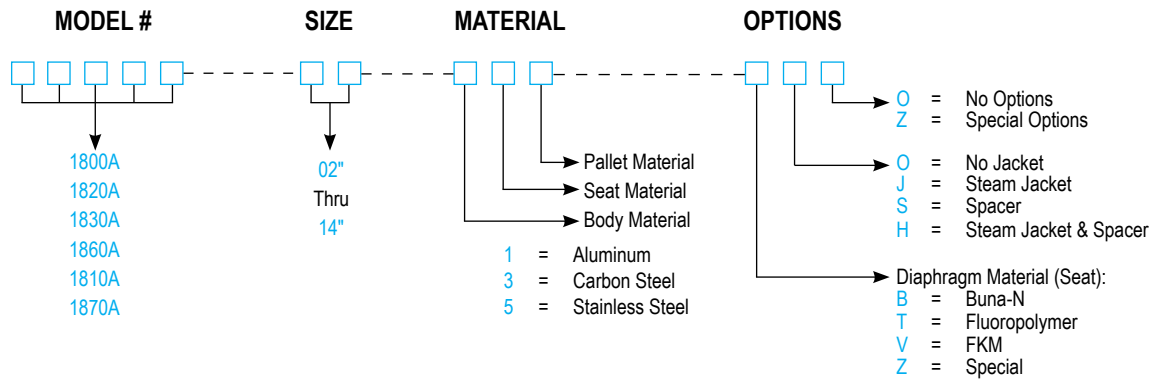 MODEL # SIZE MATERIAL OPTIONS
1800A
1820A
1830A
1860A
1810A
1870A
02"
Thru
14"
Pallet Material
Seat Material
Body Material
1 = Aluminum
3 = Carbon Steel
5 = Stainless Steel
O = No Options
Z = Special Options
O = No Jacket
J = Steam Jacket
S = Spacer
H = Steam Jacket & Spacer
Diaphragm Material (Seat):
B = Buna-N
T = Fluoropolymer
V = FKM
Z = Special